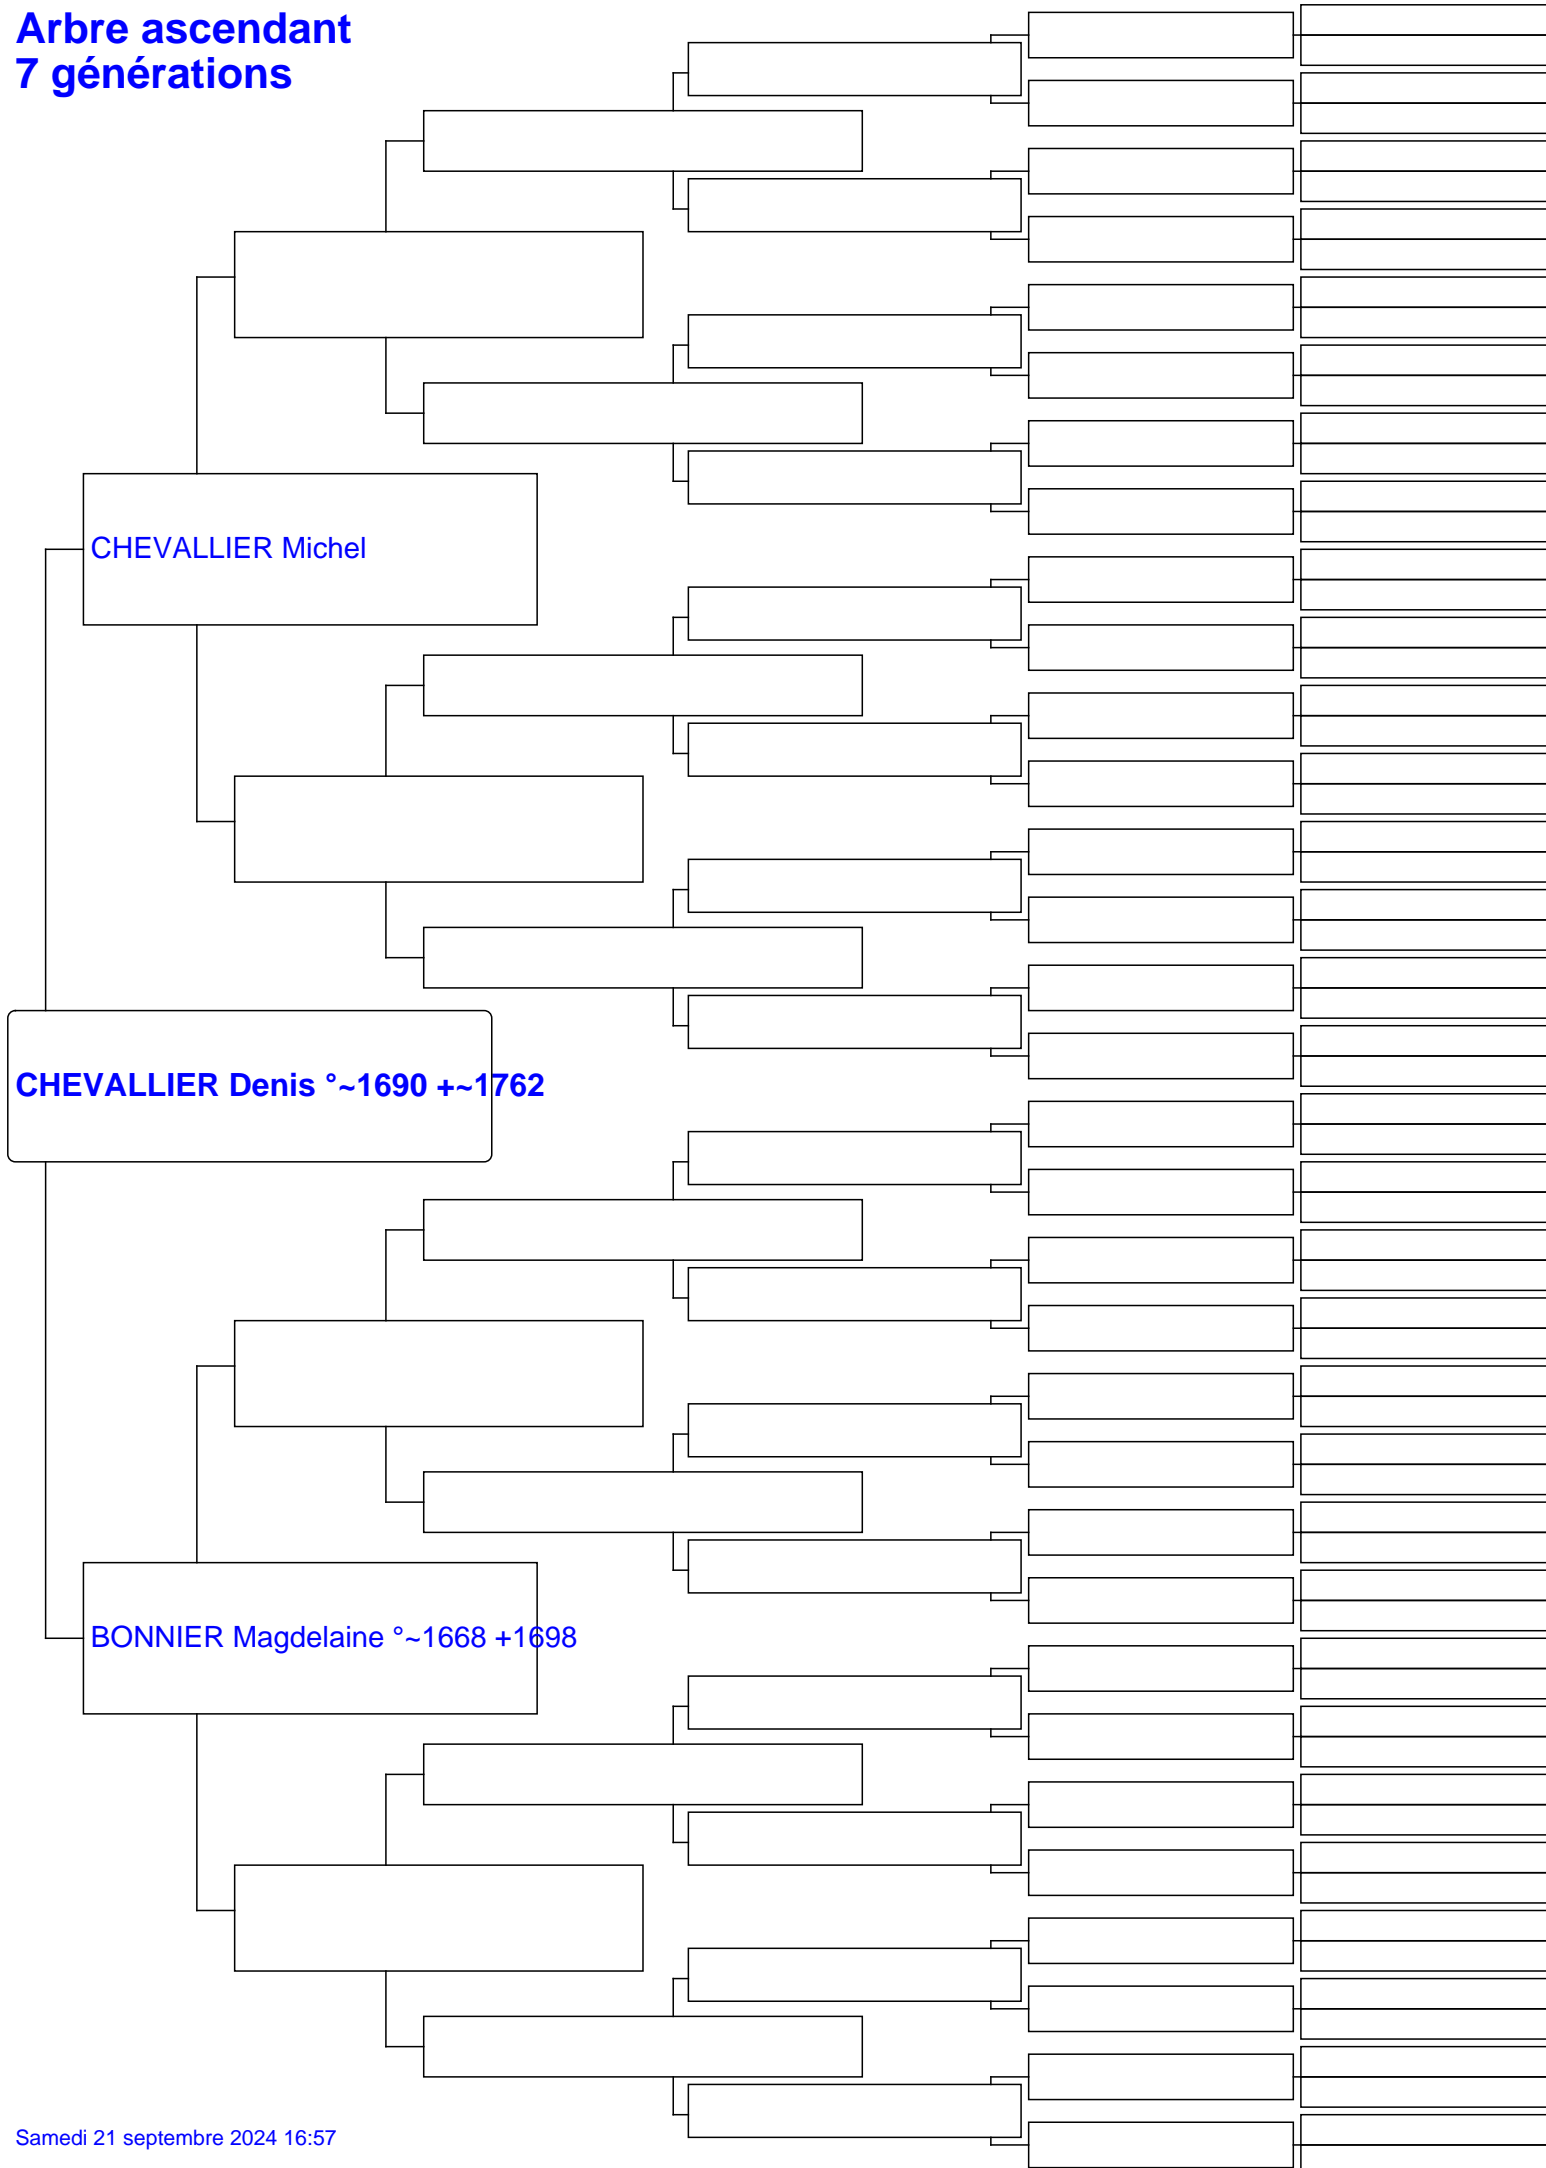 Arbre ascendant
7 générations
CHEVALLIER Michel
CHEVALLIER Denis °~1690 +~1762
BONNIER Magdelaine °~1668 +1698
Samedi 21 septembre 2024 16:57